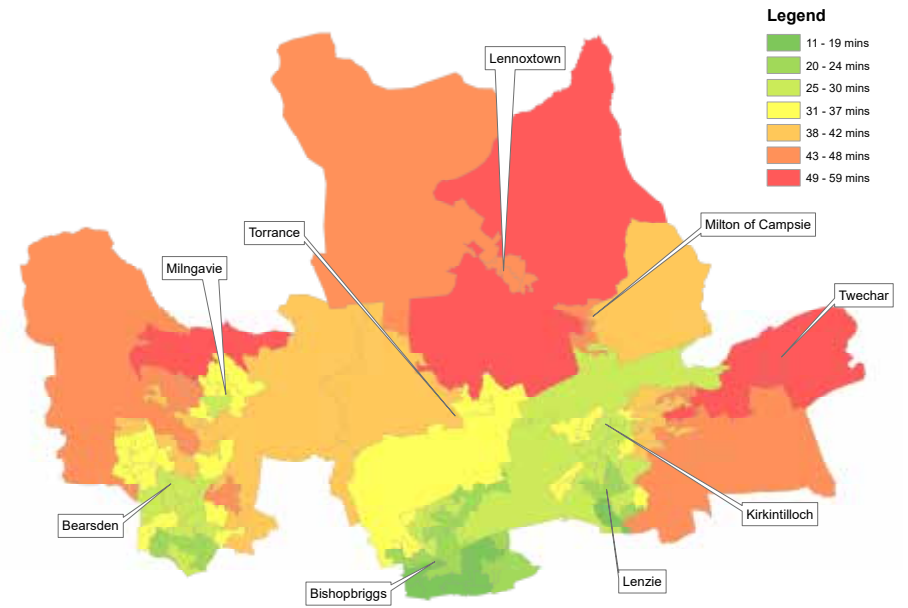 Legend
11 - 19 mins
20 - 24 mins
25 - 30 mins
31 - 37 mins
38 - 42 mins
43 - 48 mins
49 - 59 mins
Lennoxtown
Milton of Campsie
Torrance
Milngavie
Twechar
Bearsden
Kirkintilloch
Lenzie
Bishopbriggs